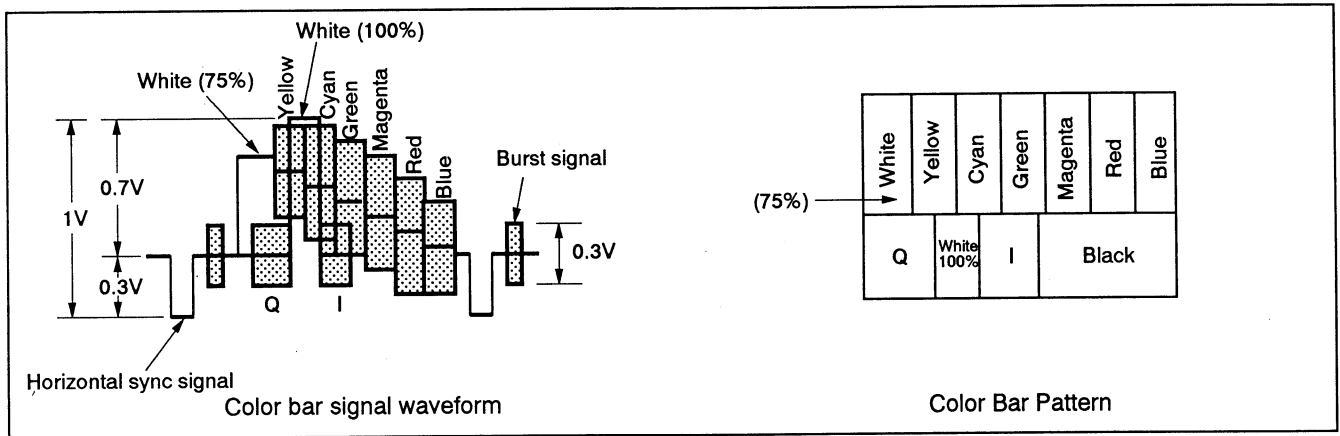 White (100%)
White (75%)
Yellow
Cyan
Green
Magenta
Red
Blue
Burst signal
0.7V
1V
0.3V
0.3V
Q
I
Horizontal sync signal
Color bar signal waveform
White
Yellow
Cyan
Green
Magenta
Red
Blue
(75%)
Q
White
100%
I
Black
Color Bar Pattern